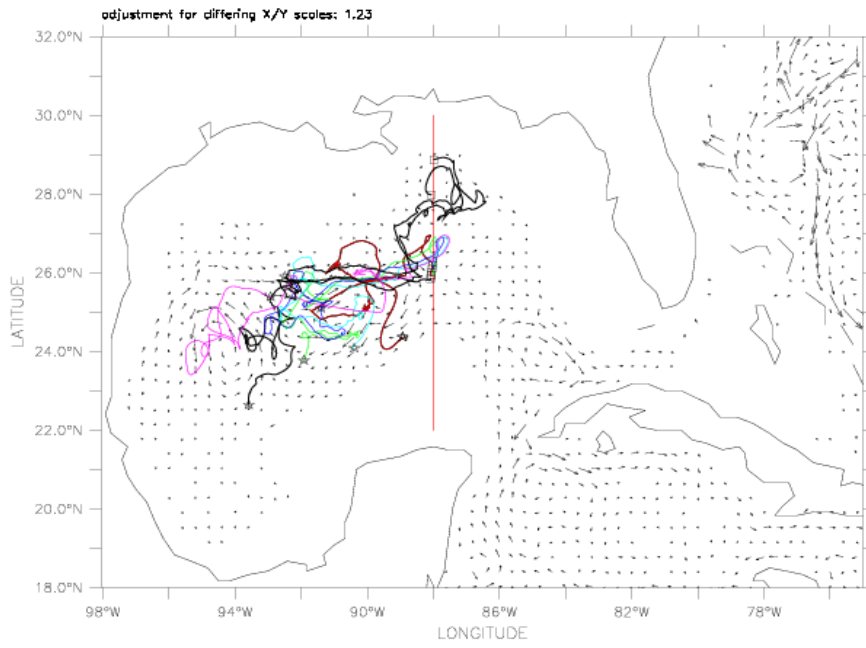 adjustment for differing X/Y scales: 1.23
32.0°N
30.0°N
28.0°N
26.0°N
24.0°N
22.0°N
20.0°N
18.0°N
LATITUDE
98°W 94°W 90°W 86°W 82°W 78°W
LONGITUDE